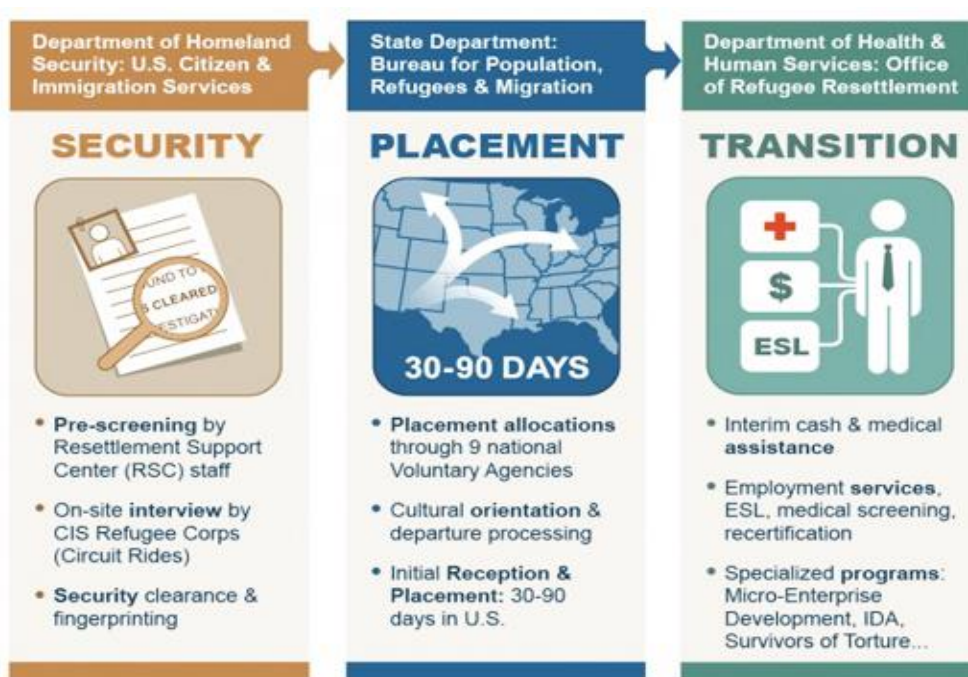 Department of Homeland
Security: U.S. Citizen &
Immigration Services
SECURITY
UND TO
S CLEARED
ESTIGAT
• Pre-screening by
Resettlement Support
Center (RSC) staff
• On-site interview by
CIS Refugee Corps
(Circuit Rides)
• Security clearance &
fingerprinting
State Department:
Bureau for Population,
Refugees & Migration
PLACEMENT
30-90 DAYS
• Placement allocations
through 9 national
Voluntary Agencies
• Cultural orientation &
departure processing
• Initial Reception &
Placement: 30-90
days in U.S.
Department of Health &
Human Services: Office
of Refugee Resettlement
TRANSITION
$
ESL
• Interim cash & medical
assistance
• Employment services,
ESL, medical screening,
recertification
• Specialized programs:
Micro-Enterprise
Development, IDA,
Survivors of Torture...